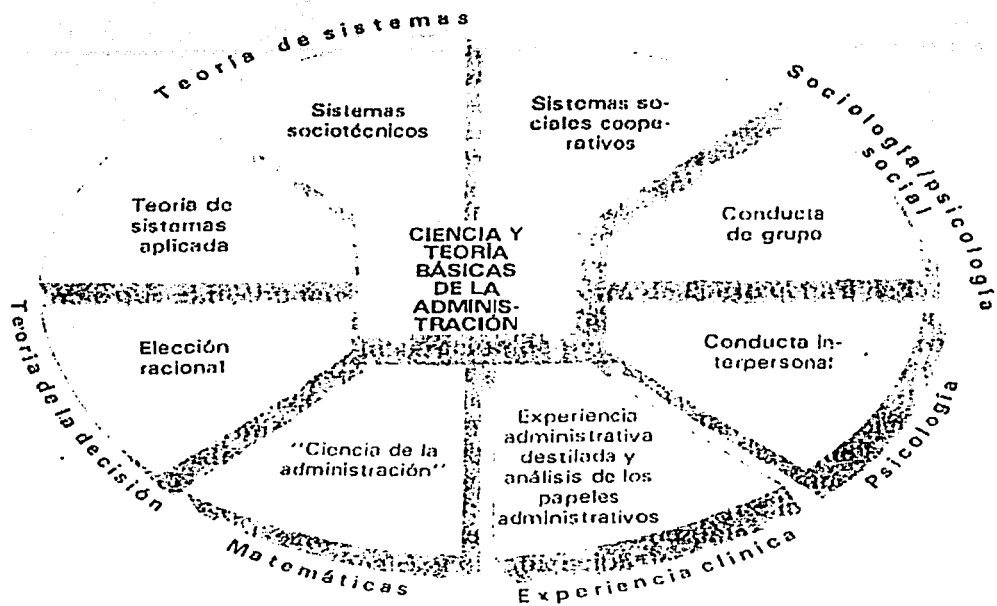 Teoría de sistemas
Sistemas
sociotécnicos
Sistemas so-
ciales coope-
rativos
Sociología/psicología
social
Teoría de
sistemas
aplicada
CIENCIA Y
TEORÍA
BÁSICAS
DE LA
ADMINIS-
TRACIÓN
Conducta
de grupo
Teoría de la decisión
Elección
racional
Conducta in-
terpersonal
Psicología
"Ciencia de la
administración"
Experiencia
administrativa
destilada y
análisis de los
papeles
administrativos
Matemáticas
Experiencia clínica